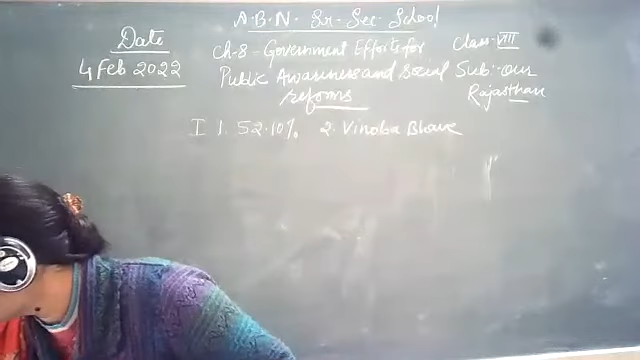 A.B.N. Sr. Sec. School
Date
4 Feb 2022
Ch-8 - Government Efforts for
Public Awareness and Social
reforms
Class - VIII
Sub:- our
Rajasthan
I 1. 52.10% 2. Vinoba Bhave